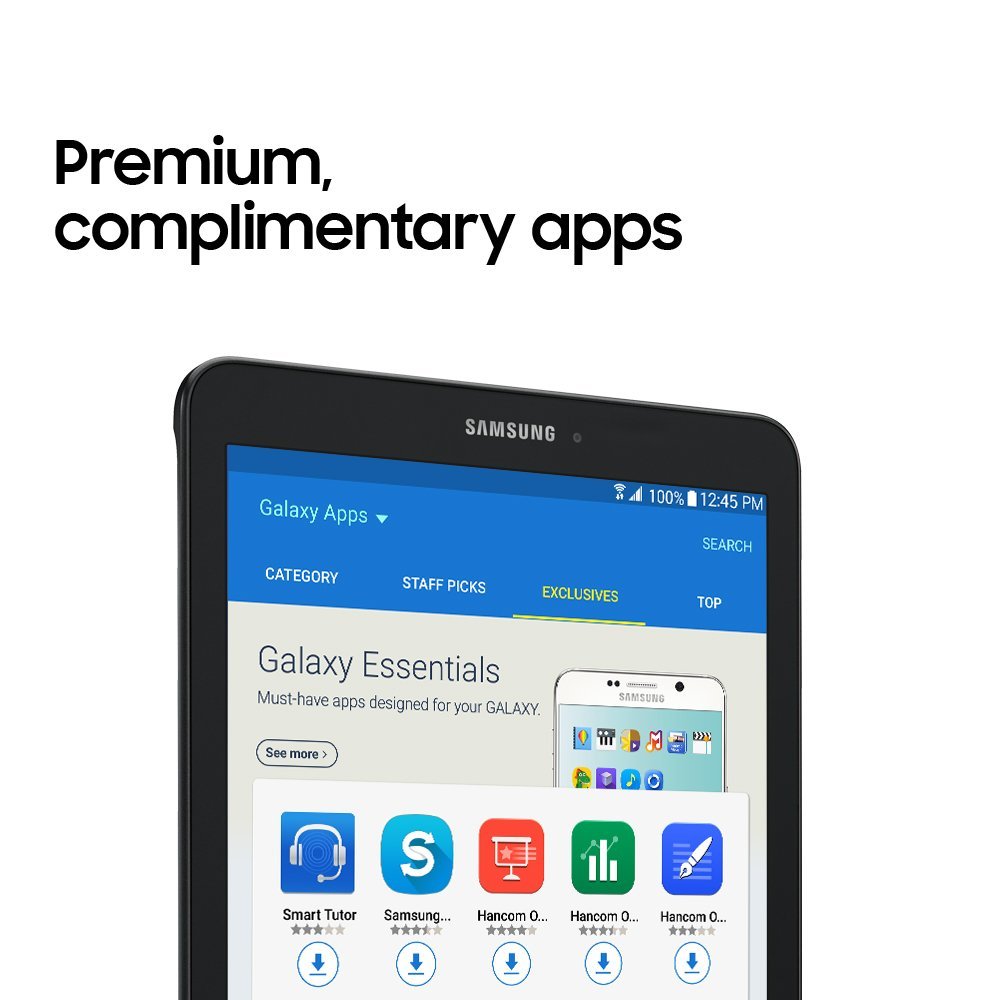 Premium,
complimentary apps
SAMSUNG
100% 12:45 PM
Galaxy Apps
SEARCH
CATEGORY STAFF PICKS EXCLUSIVES TOP
Galaxy Essentials
Must-have apps designed for your GALAXY.
SAMSUNG
See more >
Smart Tutor Samsung... Hancom O... Hancom O... Hancom O...